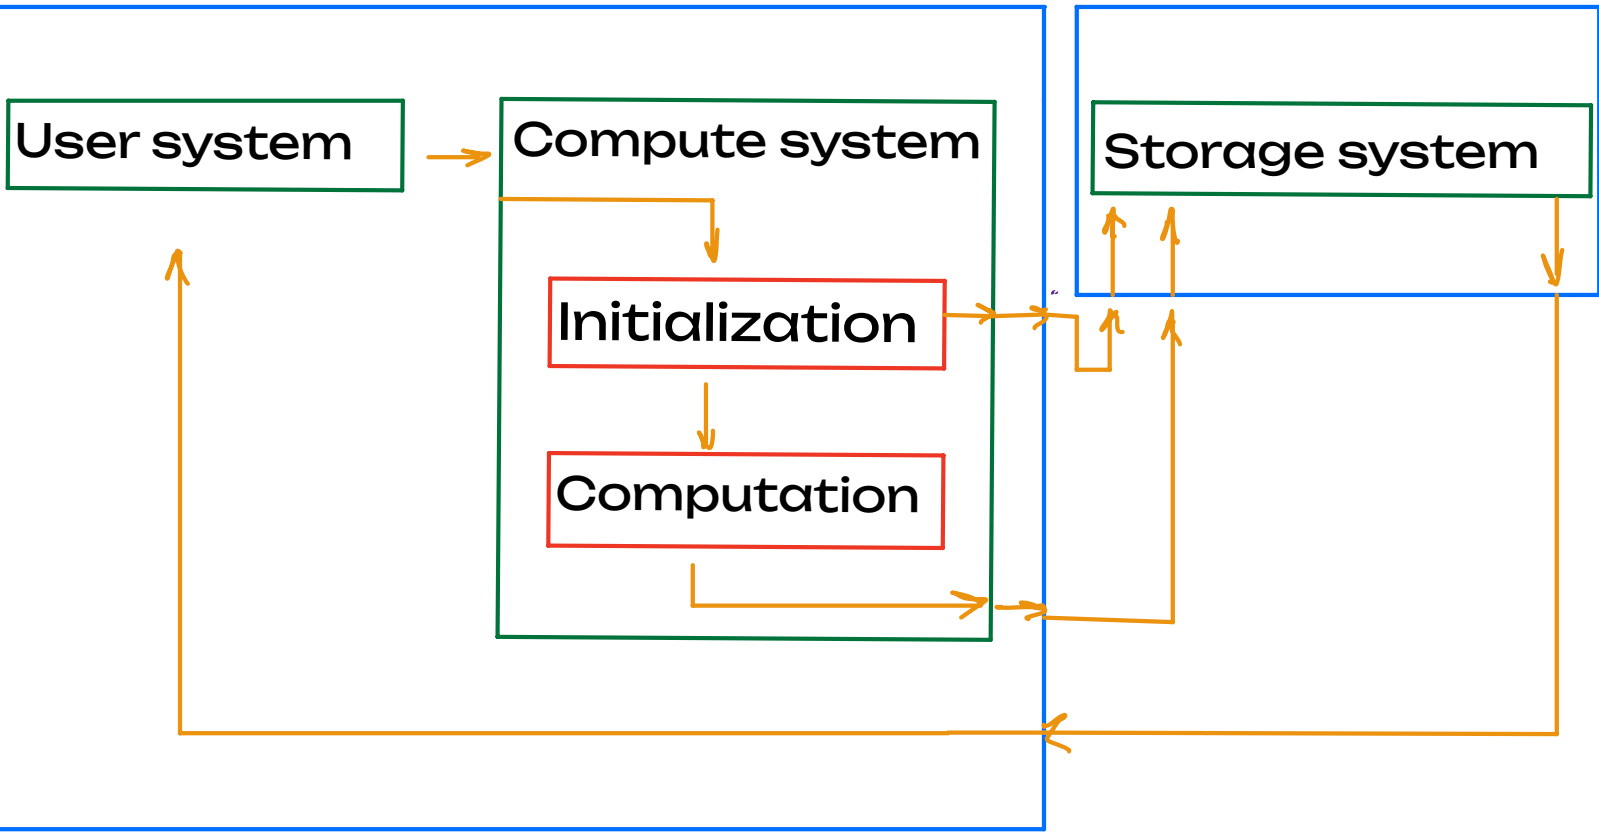 User system
Compute system
Storage system
Initialization
Computation